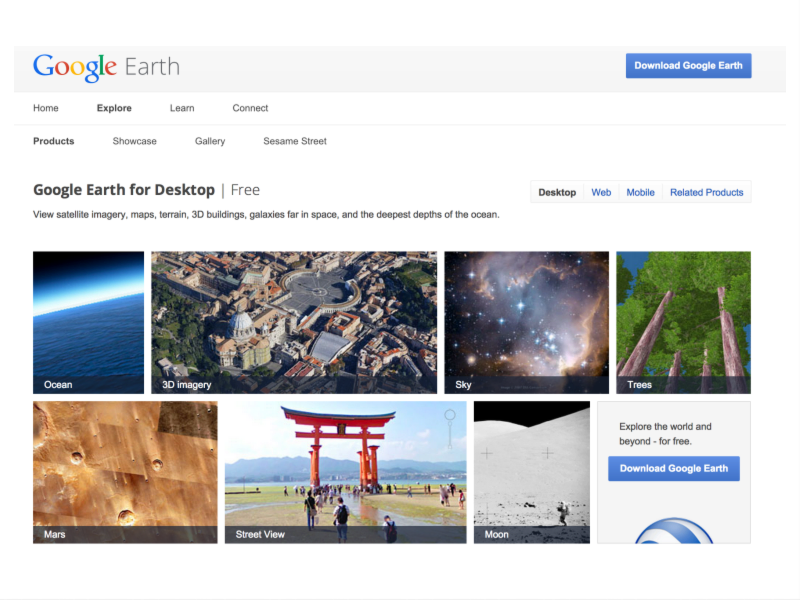 Google Earth
Download Google Earth
Home Explore Learn Connect
Products Showcase Gallery Sesame Street
Google Earth for Desktop | Free
Desktop Web Mobile Related Products
View satellite imagery, maps, terrain, 3D buildings, galaxies far in space, and the deepest depths of the ocean.
Ocean
3D imagery
Sky
Trees
Mars
Street View
Moon
Explore the world and
beyond - for free.
Download Google Earth